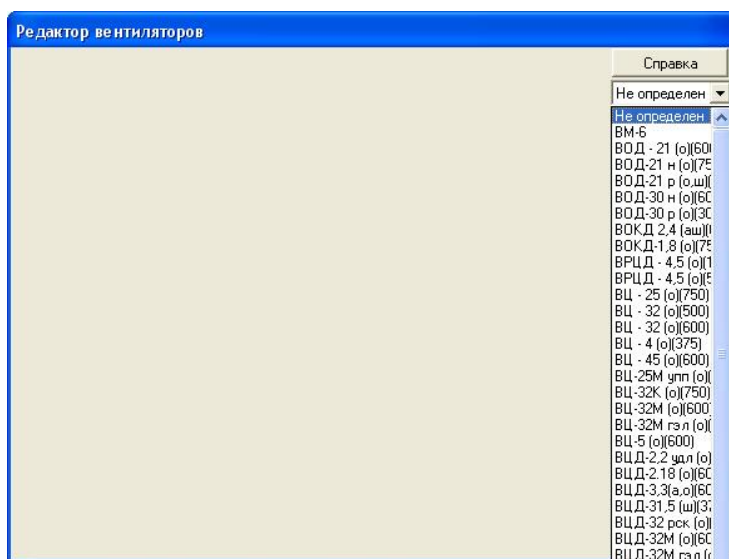 Редактор вентиляторов
Справка
Не определен
Не определен
ВМ-6
ВОД - 21 (о)(60
ВОД-21 н (о)(75
ВОД-21 р (о,ш)(
ВОД-30 н (о)(60
ВОД-30 р (о)(30
ВОКД 2,4 (аш)(
ВОКД-1,8 (о)(75
ВРЦД - 4,5 (о)(1
ВРЦД - 4,5 (о)(5
ВЦ - 25 (о)(750)
ВЦ - 32 (о)(500)
ВЦ - 32 (о)(600)
ВЦ - 4 (о)(375)
ВЦ - 45 (о)(600)
ВЦ-25М упп (о)(
ВЦ-32К (о)(750)
ВЦ-32М (о)(600)
ВЦ-32М гэл (о)(
ВЦ-5 (о)(600)
ВЦД-2,2 удл (о)
ВЦД-2.18 (о)(60
ВЦД-3,3(а,о)(60
ВЦД-31,5 (ш)(37
ВЦД-32 рск (о)(
ВЦД-32М (о)(60
ВЦД-32М гэл (о